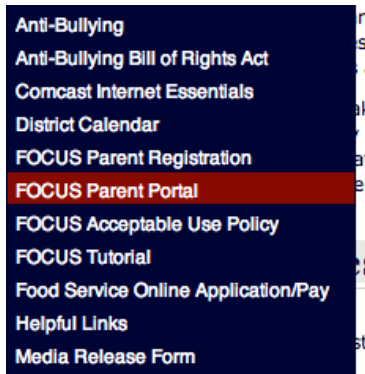 Anti-Bullying
Anti-Bullying Bill of Rights Act
Comcast Internet Essentials
District Calendar
FOCUS Parent Registration
FOCUS Parent Portal
FOCUS Acceptable Use Policy
FOCUS Tutorial
Food Service Online Application/Pay
Helpful Links
Media Release Form